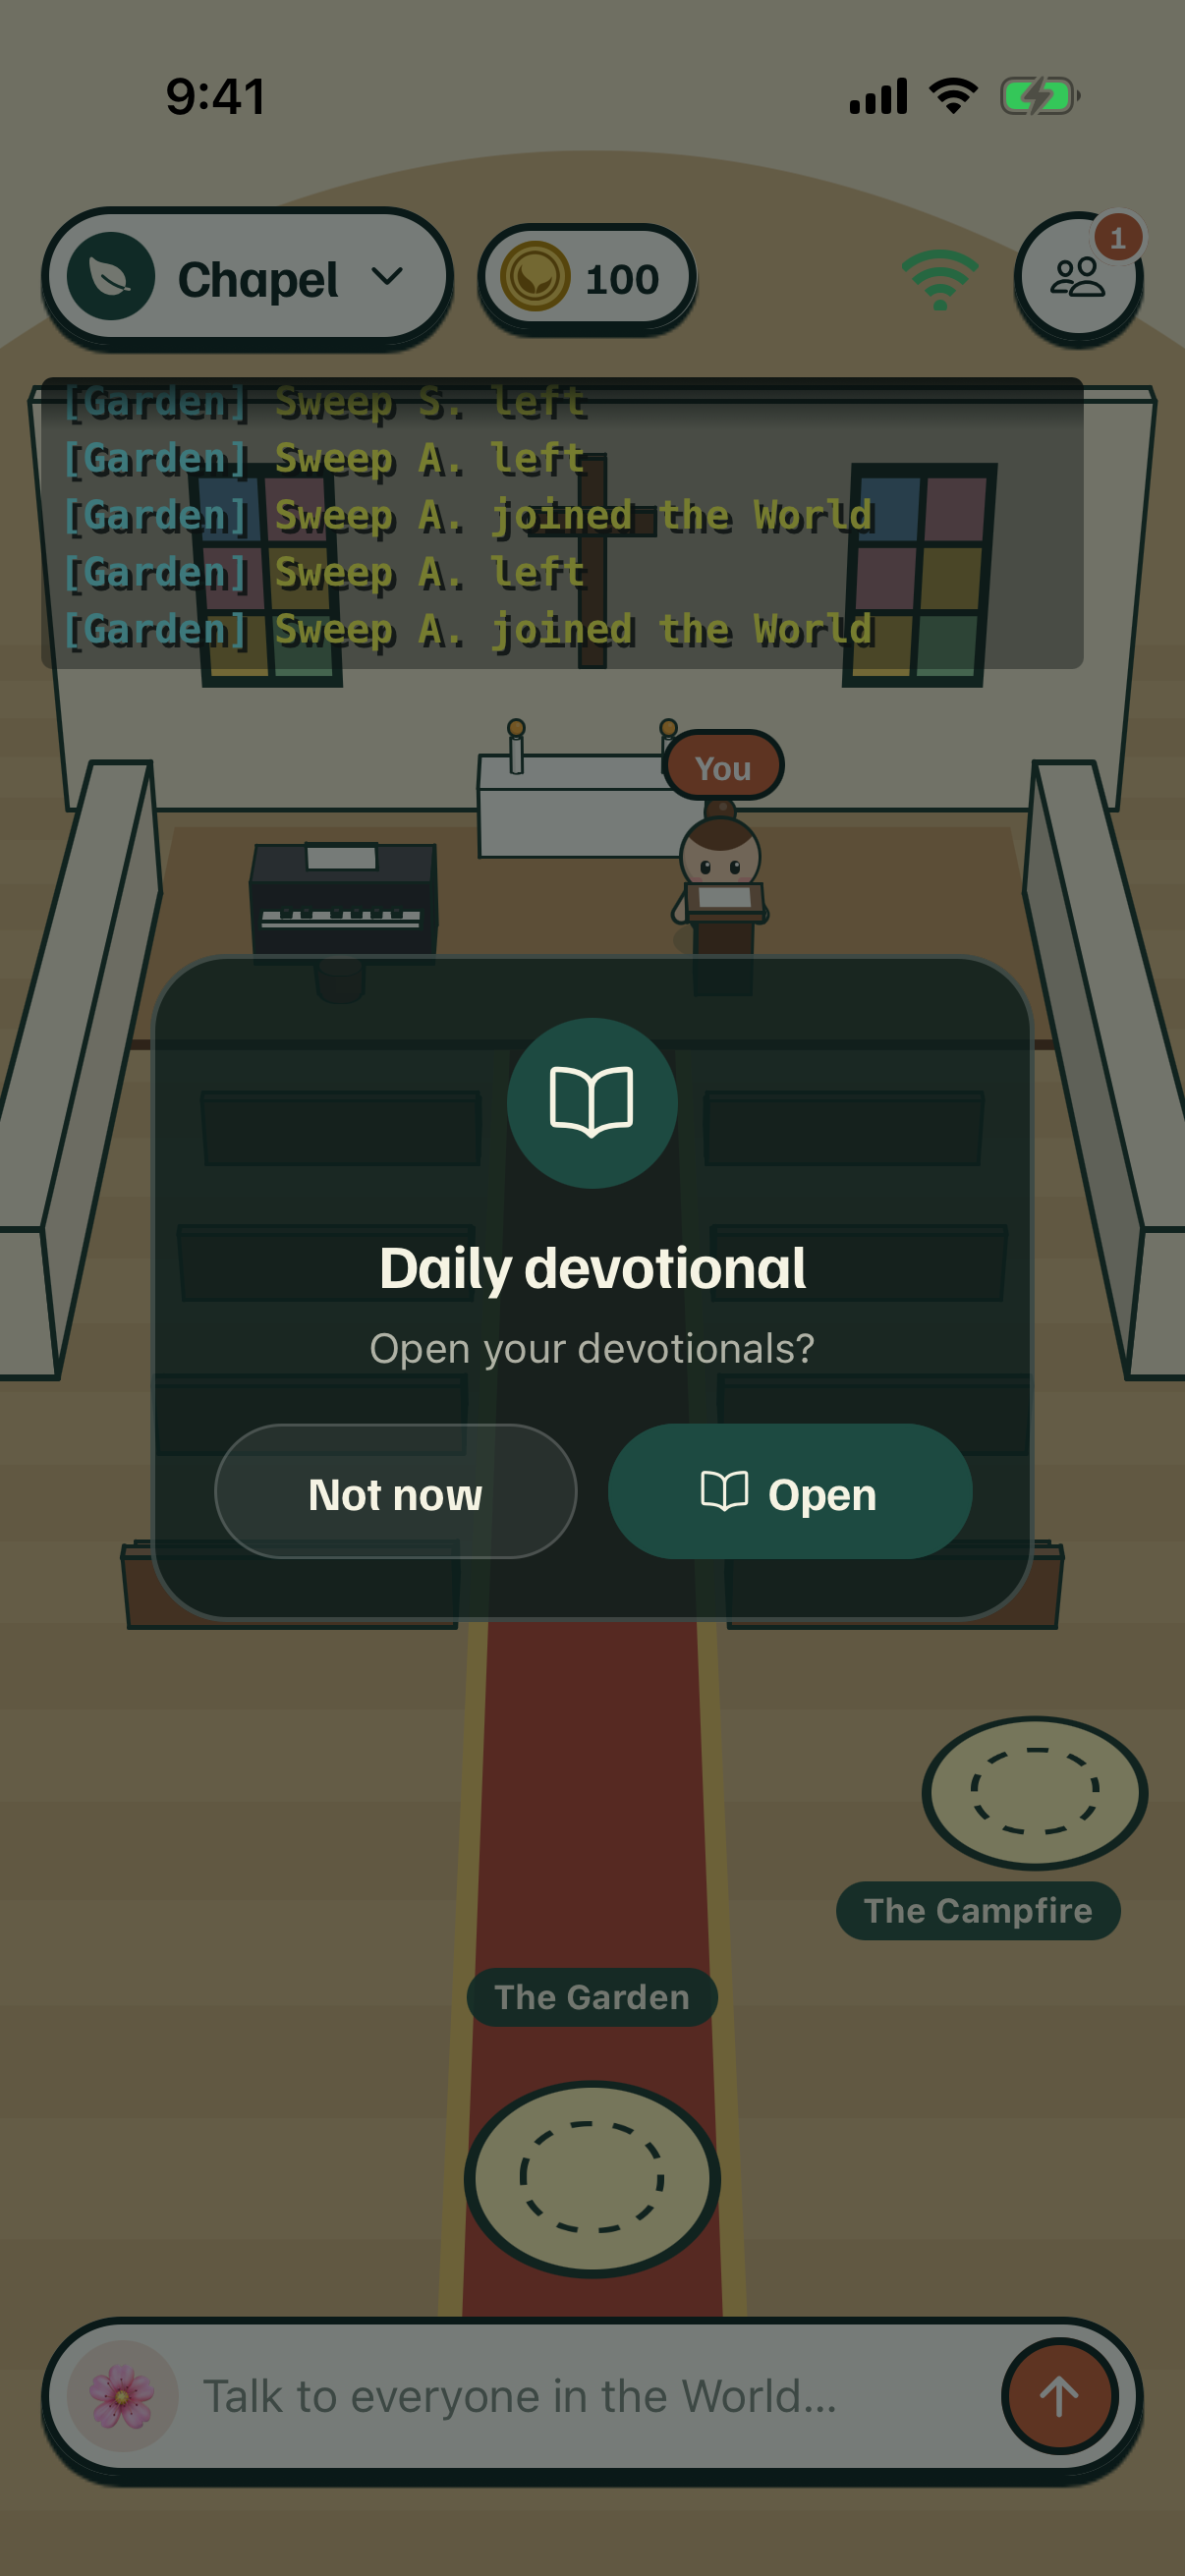 9:41
Chapel
100
1
[Garden] Sweep S. left
[Garden] Sweep A. left
[Garden] Sweep A. joined the World
[Garden] Sweep A. left
[Garden] Sweep A. joined the World
You
Daily devotional
Open your devotionals?
Not now
Open
The Campfire
The Garden
Talk to everyone in the World...